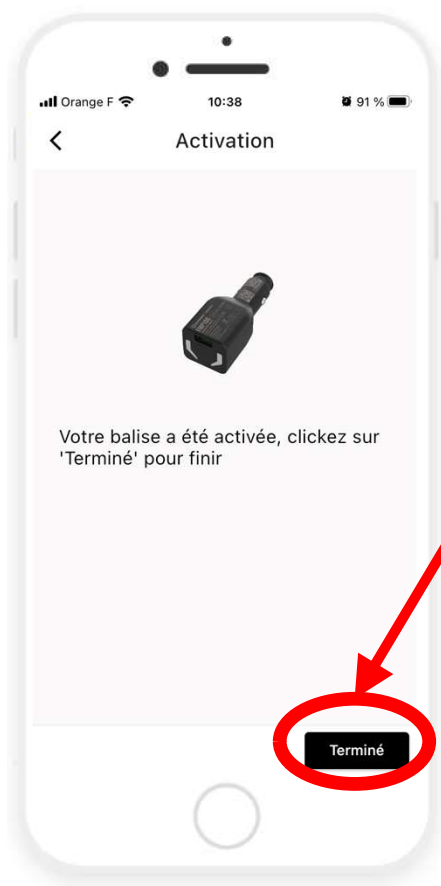 Orange F 10:38 91 %
Activation
Votre balise a été activée, clickez sur
'Terminé' pour finir
Terminé